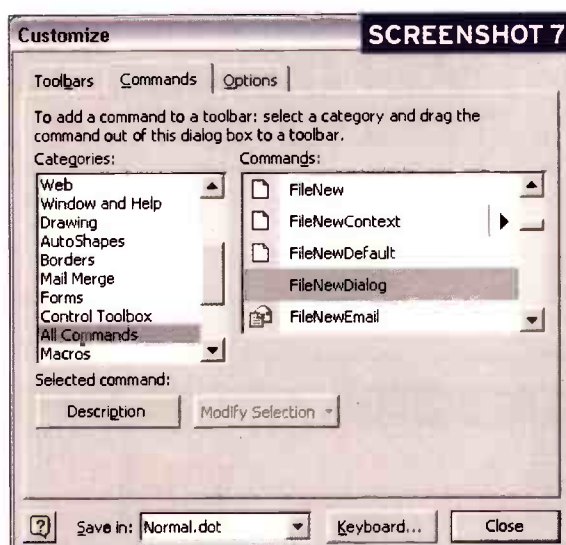 Customize
SCREENSHOT 7
Toolbars Commands Options
To add a command to a toolbar: select a category and drag the
command out of this dialog box to a toolbar.
Categories:
Web
Window and Help
Drawing
AutoShapes
Borders
Mail Merge
Forms
Control Toolbox
All Commands
Macros
Commands:
FileNew
FileNewContext
FileNewDefault
FileNewDialog
FileNewEmail
Selected command:
Description Modify Selection
Save in: Normal.dot Keyboard... Close